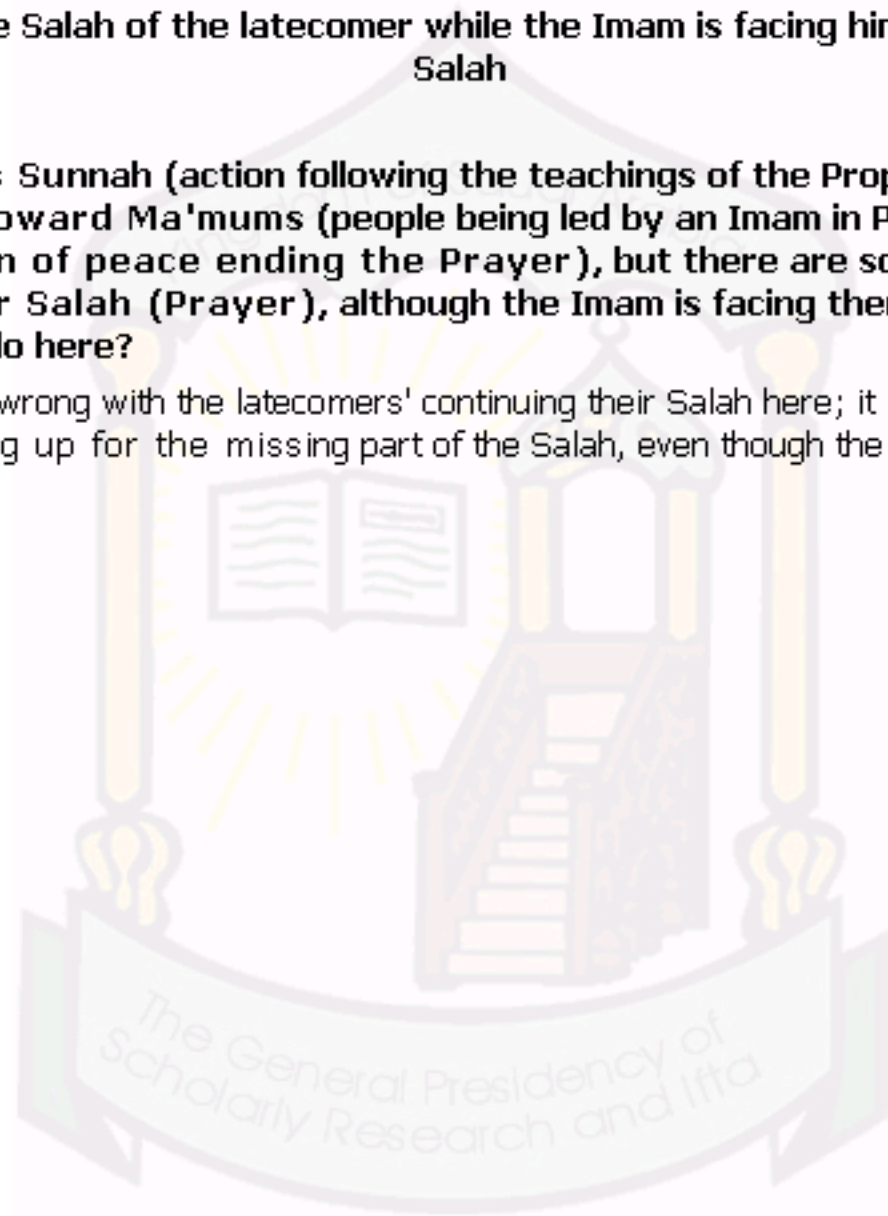 e Salah of the latecomer while the Imam is facing hi
Salah
s Sunnah (action following the teachings of the Prop
oward Ma'mums (people being led by an Imam in P
n of peace ending the Prayer), but there are so
r Salah (Prayer), although the Imam is facing the
do here?
wrong with the latecomers' continuing their Salah here; it
g up for the missing part of the Salah, even though the
The General Presidency of
Scholarly Research and Ifta